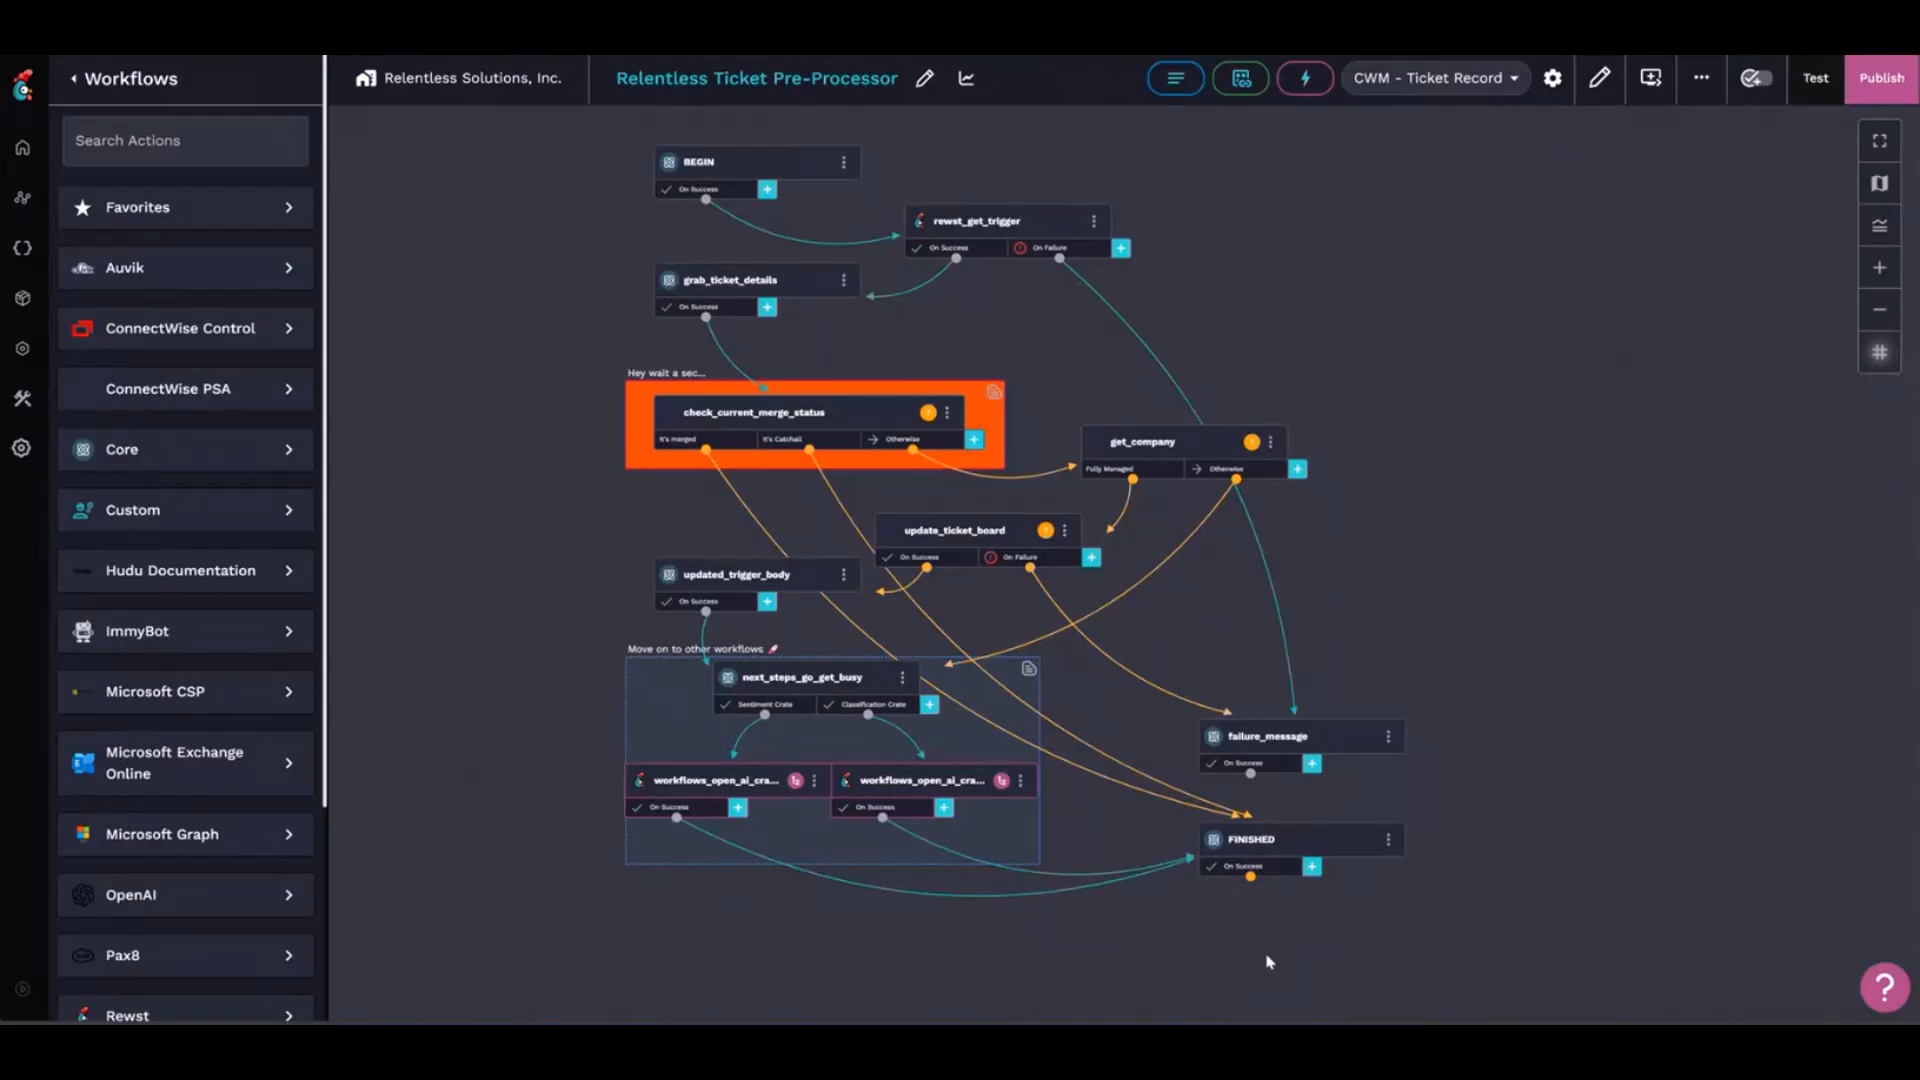 Workflows
Relentless Solutions, Inc.
Relentless Ticket Pre-Processor
CWM - Ticket Record
Test
Publish
Search Actions
Favorites
Auvik
ConnectWise Control
ConnectWise PSA
Core
Custom
Hudu Documentation
ImmyBot
Microsoft CSP
Microsoft Exchange
Online
Microsoft Graph
OpenAI
Pax8
Rewst
BEGIN
On Success
rewst_get_trigger
On Success
On Failure
grab_ticket_details
On Success
Hey wait a sec...
check_current_merge_status
It's merged
It's Catchall
Otherwise
get_company
Fully Managed
Otherwise
update_ticket_board
On Success
On Failure
updated_trigger_body
On Success
Move on to other workflows 🚀
next_steps_go_get_busy
Sentiment Crate
Classification Crate
workflows_open_ai_cra...
On Success
workflows_open_ai_cra...
On Success
failure_message
On Success
FINISHED
On Success
?